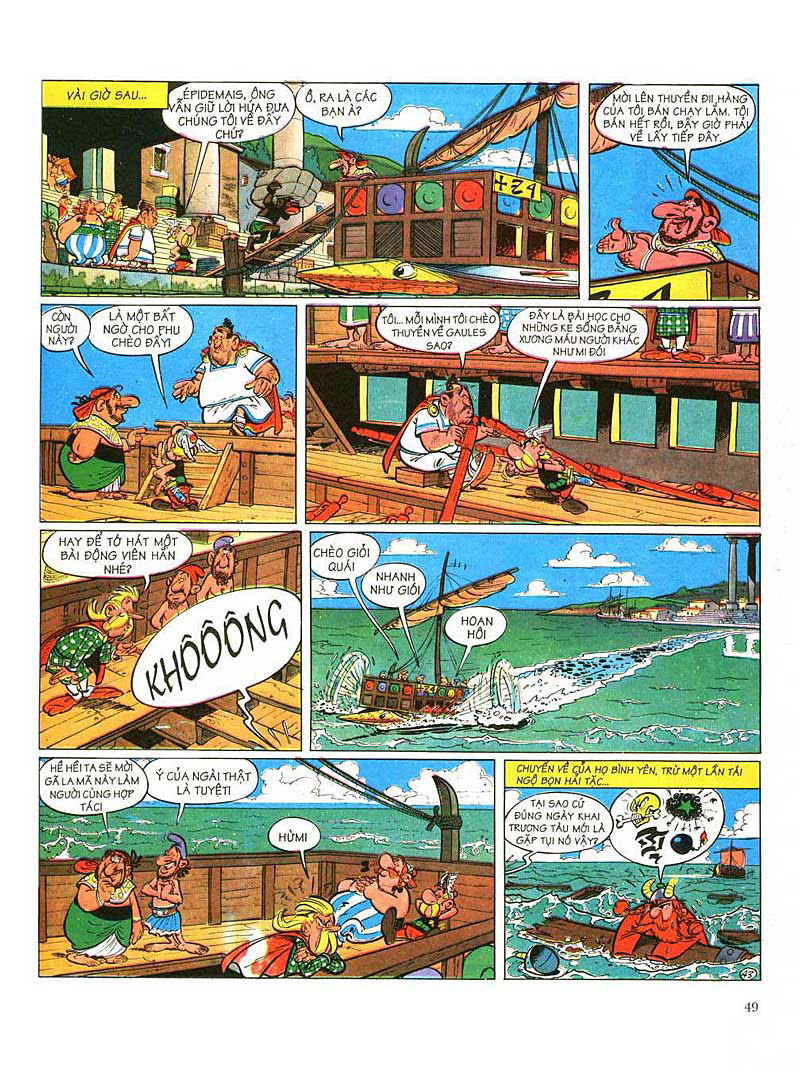 VÀI GIỜ SAU...
ÉPIDEMAIS, ÔNG
VẪN GIỮ LỜI HỨA ĐƯA
CHÚNG TÔI VỀ ĐÂY
CHỨ?
Ồ, RA LÀ CÁC
BẠN À?
+Z4
MỜI LÊN THUYỀN ĐI! HÀNG
CỦA TÔI BÁN CHẠY LẮM. TÔI
BÁN HẾT RỒI, BÂY GIỜ PHẢI
VỀ LẤY TIẾP ĐÂY.
CÒN
NGƯỜI
NÀY?
LÀ MỘT BẤT
NGỜ CHO PHU
CHÈO ĐẤY!
TÔI... MỖI MÌNH TÔI CHÈO
THUYỀN VỀ GAULES
SAO?
ĐÂY LÀ BÀI HỌC CHO
NHỮNG KẺ SỐNG BẰNG
XƯƠNG MÁU NGƯỜI KHÁC
NHƯ MI ĐÓ!
HAY ĐỂ TỚ HÁT MỘT
BÀI ĐỘNG VIÊN HẮN
NHÉ?
KHÔÔÔNG
CHÈO GIỎI
QUÁ!
NHANH
NHƯ GIÓ!
HOAN
HÔ!
HỀ HỀ! TA SẼ MỜI
GÃ LA MÃ NÀY LÀM
NGƯỜI CÙNG HỢP
TÁC!
Ý CỦA NGÀI THẬT
LÀ TUYỆT!
HỪM!
CHUYẾN VỀ CỦA HỌ BÌNH YÊN, TRỪ MỘT LẦN TÁI
NGỘ BỌN HẢI TẶC...
TẠI SAO CỨ
ĐÚNG NGÀY KHAI
TRƯƠNG TÀU MỚI LÀ
GẶP TỤI NÓ VẬY?
43
49